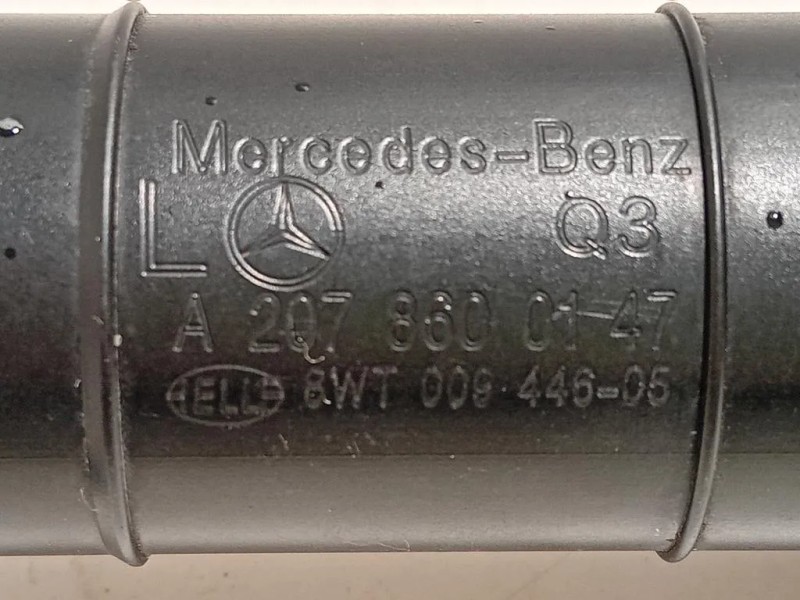 Mercedes-Benz
L Q3
A 207 860 01 47
HELLA 8WT 009 446-05